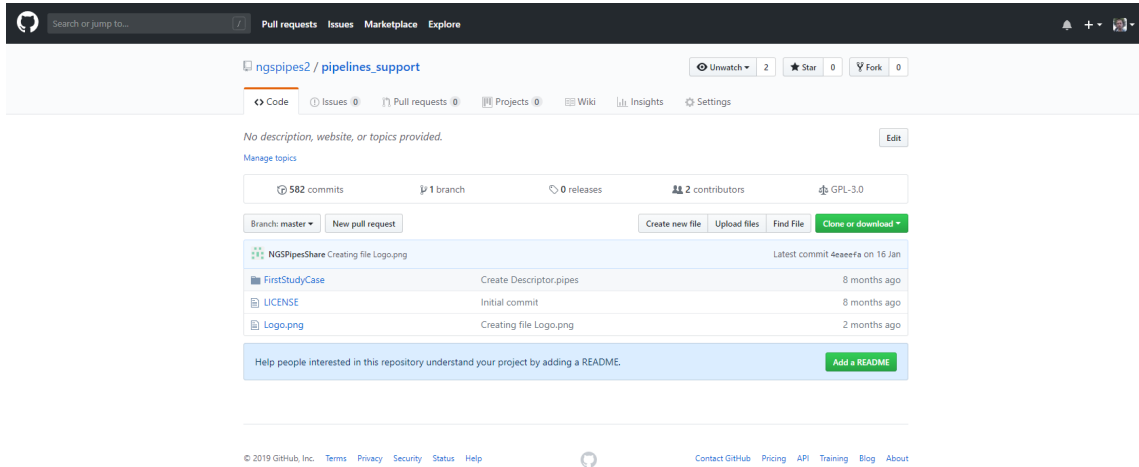 Search or jump to... / Pull requests Issues Marketplace Explore
ngspipes2 / pipelines_support Unwatch 2 Star 0 Fork 0
Code Issues 0 Pull requests 0 Projects 0 Wiki Insights Settings
No description, website, or topics provided. Edit
Manage topics
582 commits 1 branch 0 releases 2 contributors GPL-3.0
Branch: master New pull request Create new file Upload files Find File Clone or download
NGSPipesShare Creating file Logo.png Latest commit 4eaeefa on 16 Jan
FirstStudyCase Create Descriptor.pipes 8 months ago
LICENSE Initial commit 8 months ago
Logo.png Creating file Logo.png 2 months ago
Help people interested in this repository understand your project by adding a README. Add a README
© 2019 GitHub, Inc. Terms Privacy Security Status Help Contact GitHub Pricing API Training Blog About